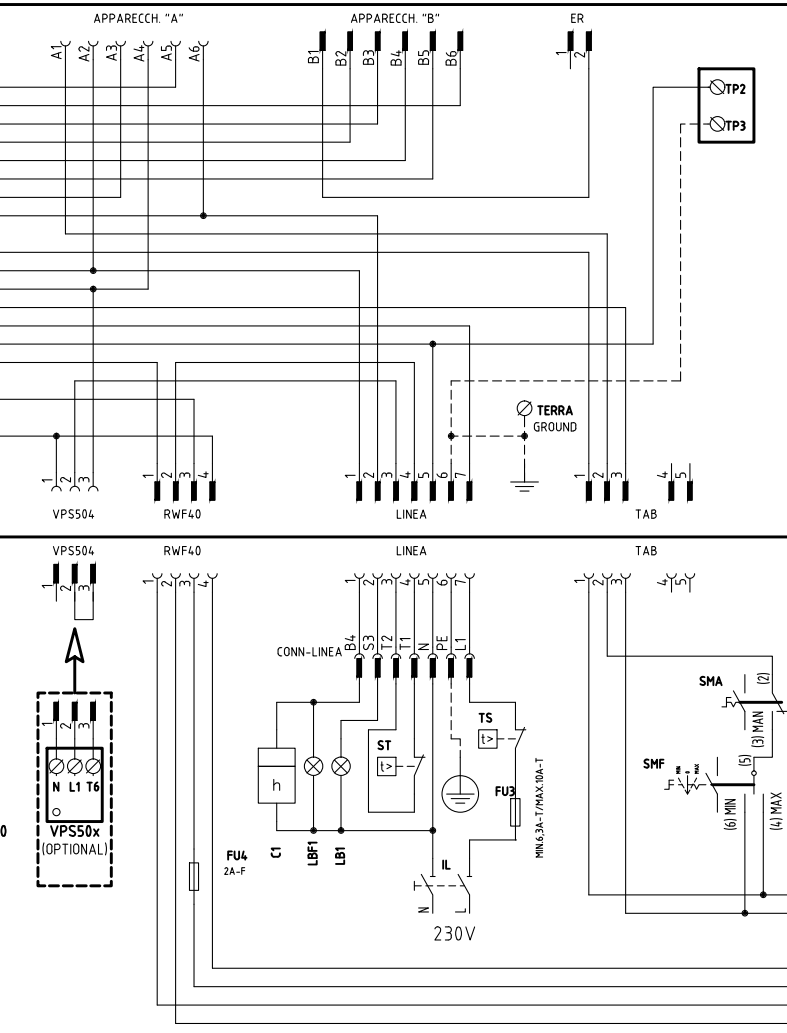 APPARECCH. "A"
APPARECCH. "B"
ER
A1 A2 A3 A4 A5 A6
B1 B2 B3 B4 B5 B6
1 2
TP2
TP3
TERRA
GROUND
1 2 3
1 2 3 4
1 2 3 4 5 6 7
1 2 3 4 5
VPS504
RWF40
LINEA
TAB
VPS504
RWF40
LINEA
TAB
1 2 3
1 2 3 4
1 2 3 4 5 6 7
1 2 3 4 5
CONN-LINEA
B4 S3 T2 T1 N PE L1
SMA
(2)
(3) MAN
SMF
MIN 0 MAX
(5)
(6) MIN
(4) MAX
1 2 3
N L1 T6
VPS50x
(OPTIONAL)
0
h
ST
t>
TS
t>
FU3
MIN.6,3A-T/MAX.10A-T
FU4
2A-F
C1
LBF1
LB1
IL
N L
230V